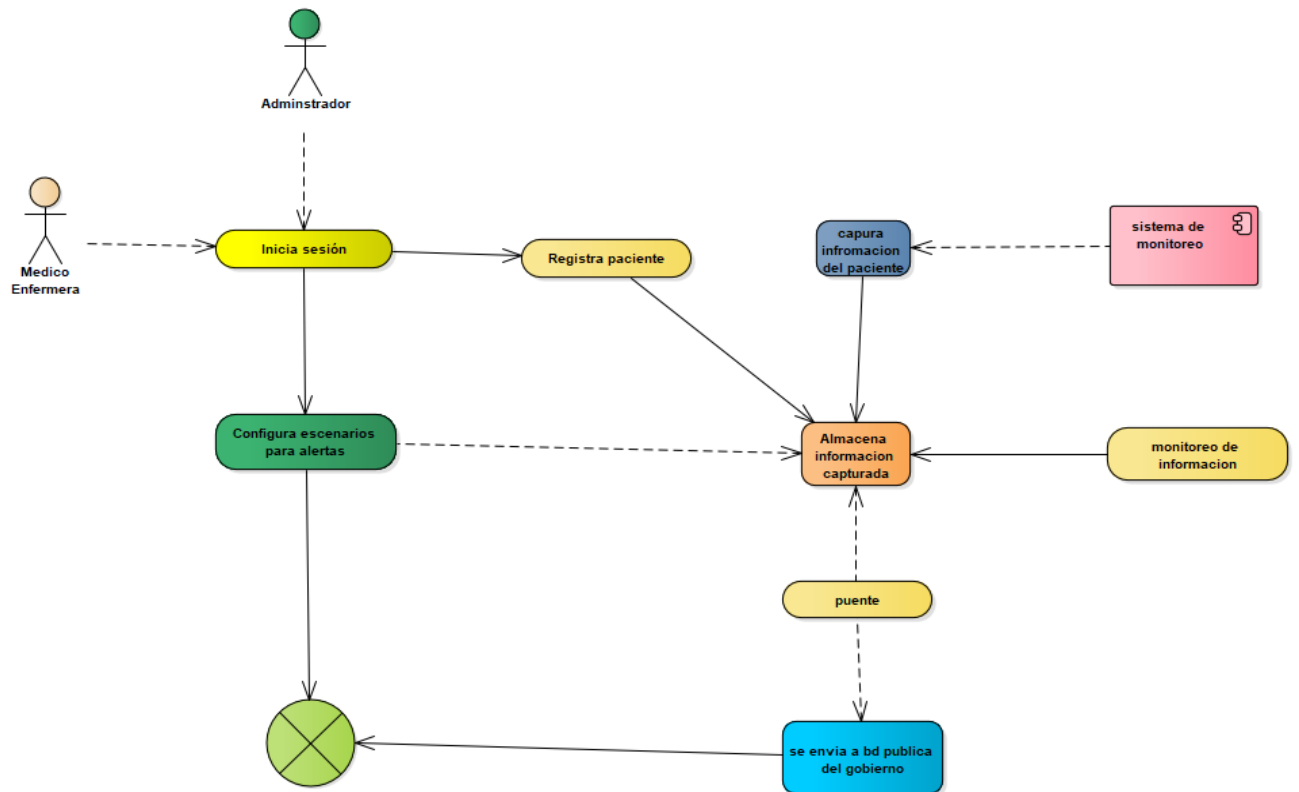 Adminstrador
Medico
Enfermera
Inicia sesión
Registra paciente
capura
infromacion
del paciente
sistema de
monitoreo
Configura escenarios
para alertas
Almacena
informacion
capturada
monitoreo de
informacion
puente
se envia a bd publica
del gobierno